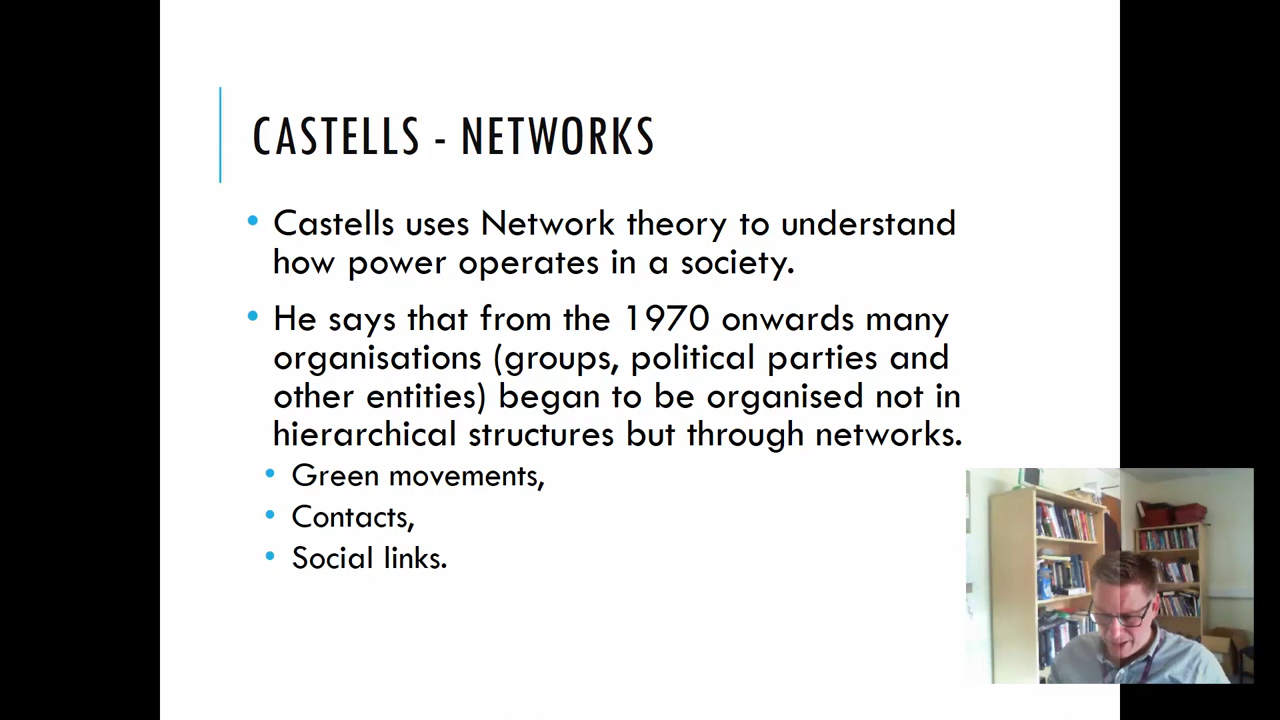 CASTELLS - NETWORKS
• Castells uses Network theory to understand
how power operates in a society.
• He says that from the 1970 onwards many
organisations (groups, political parties and
other entities) began to be organised not in
hierarchical structures but through networks.
• Green movements,
• Contacts,
• Social links.